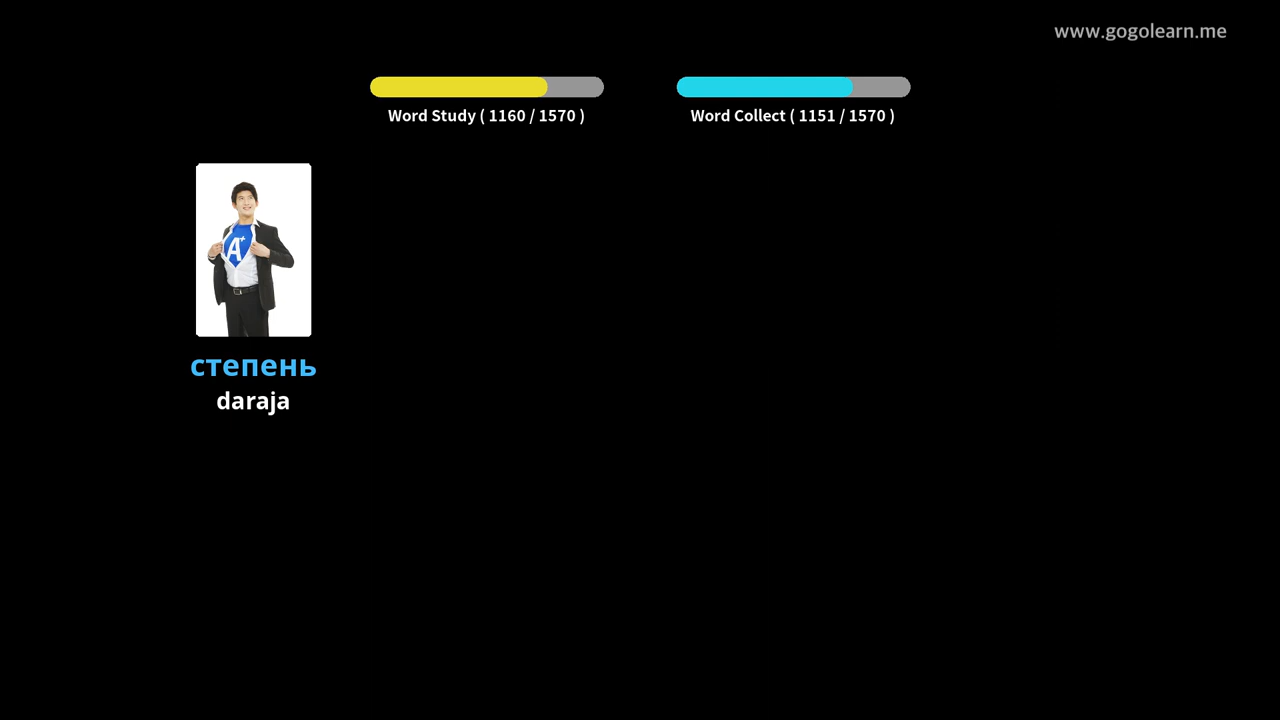 www.gogolearn.me
Word Study ( 1160 / 1570 )
Word Collect ( 1151 / 1570 )
A+
степень
daraja